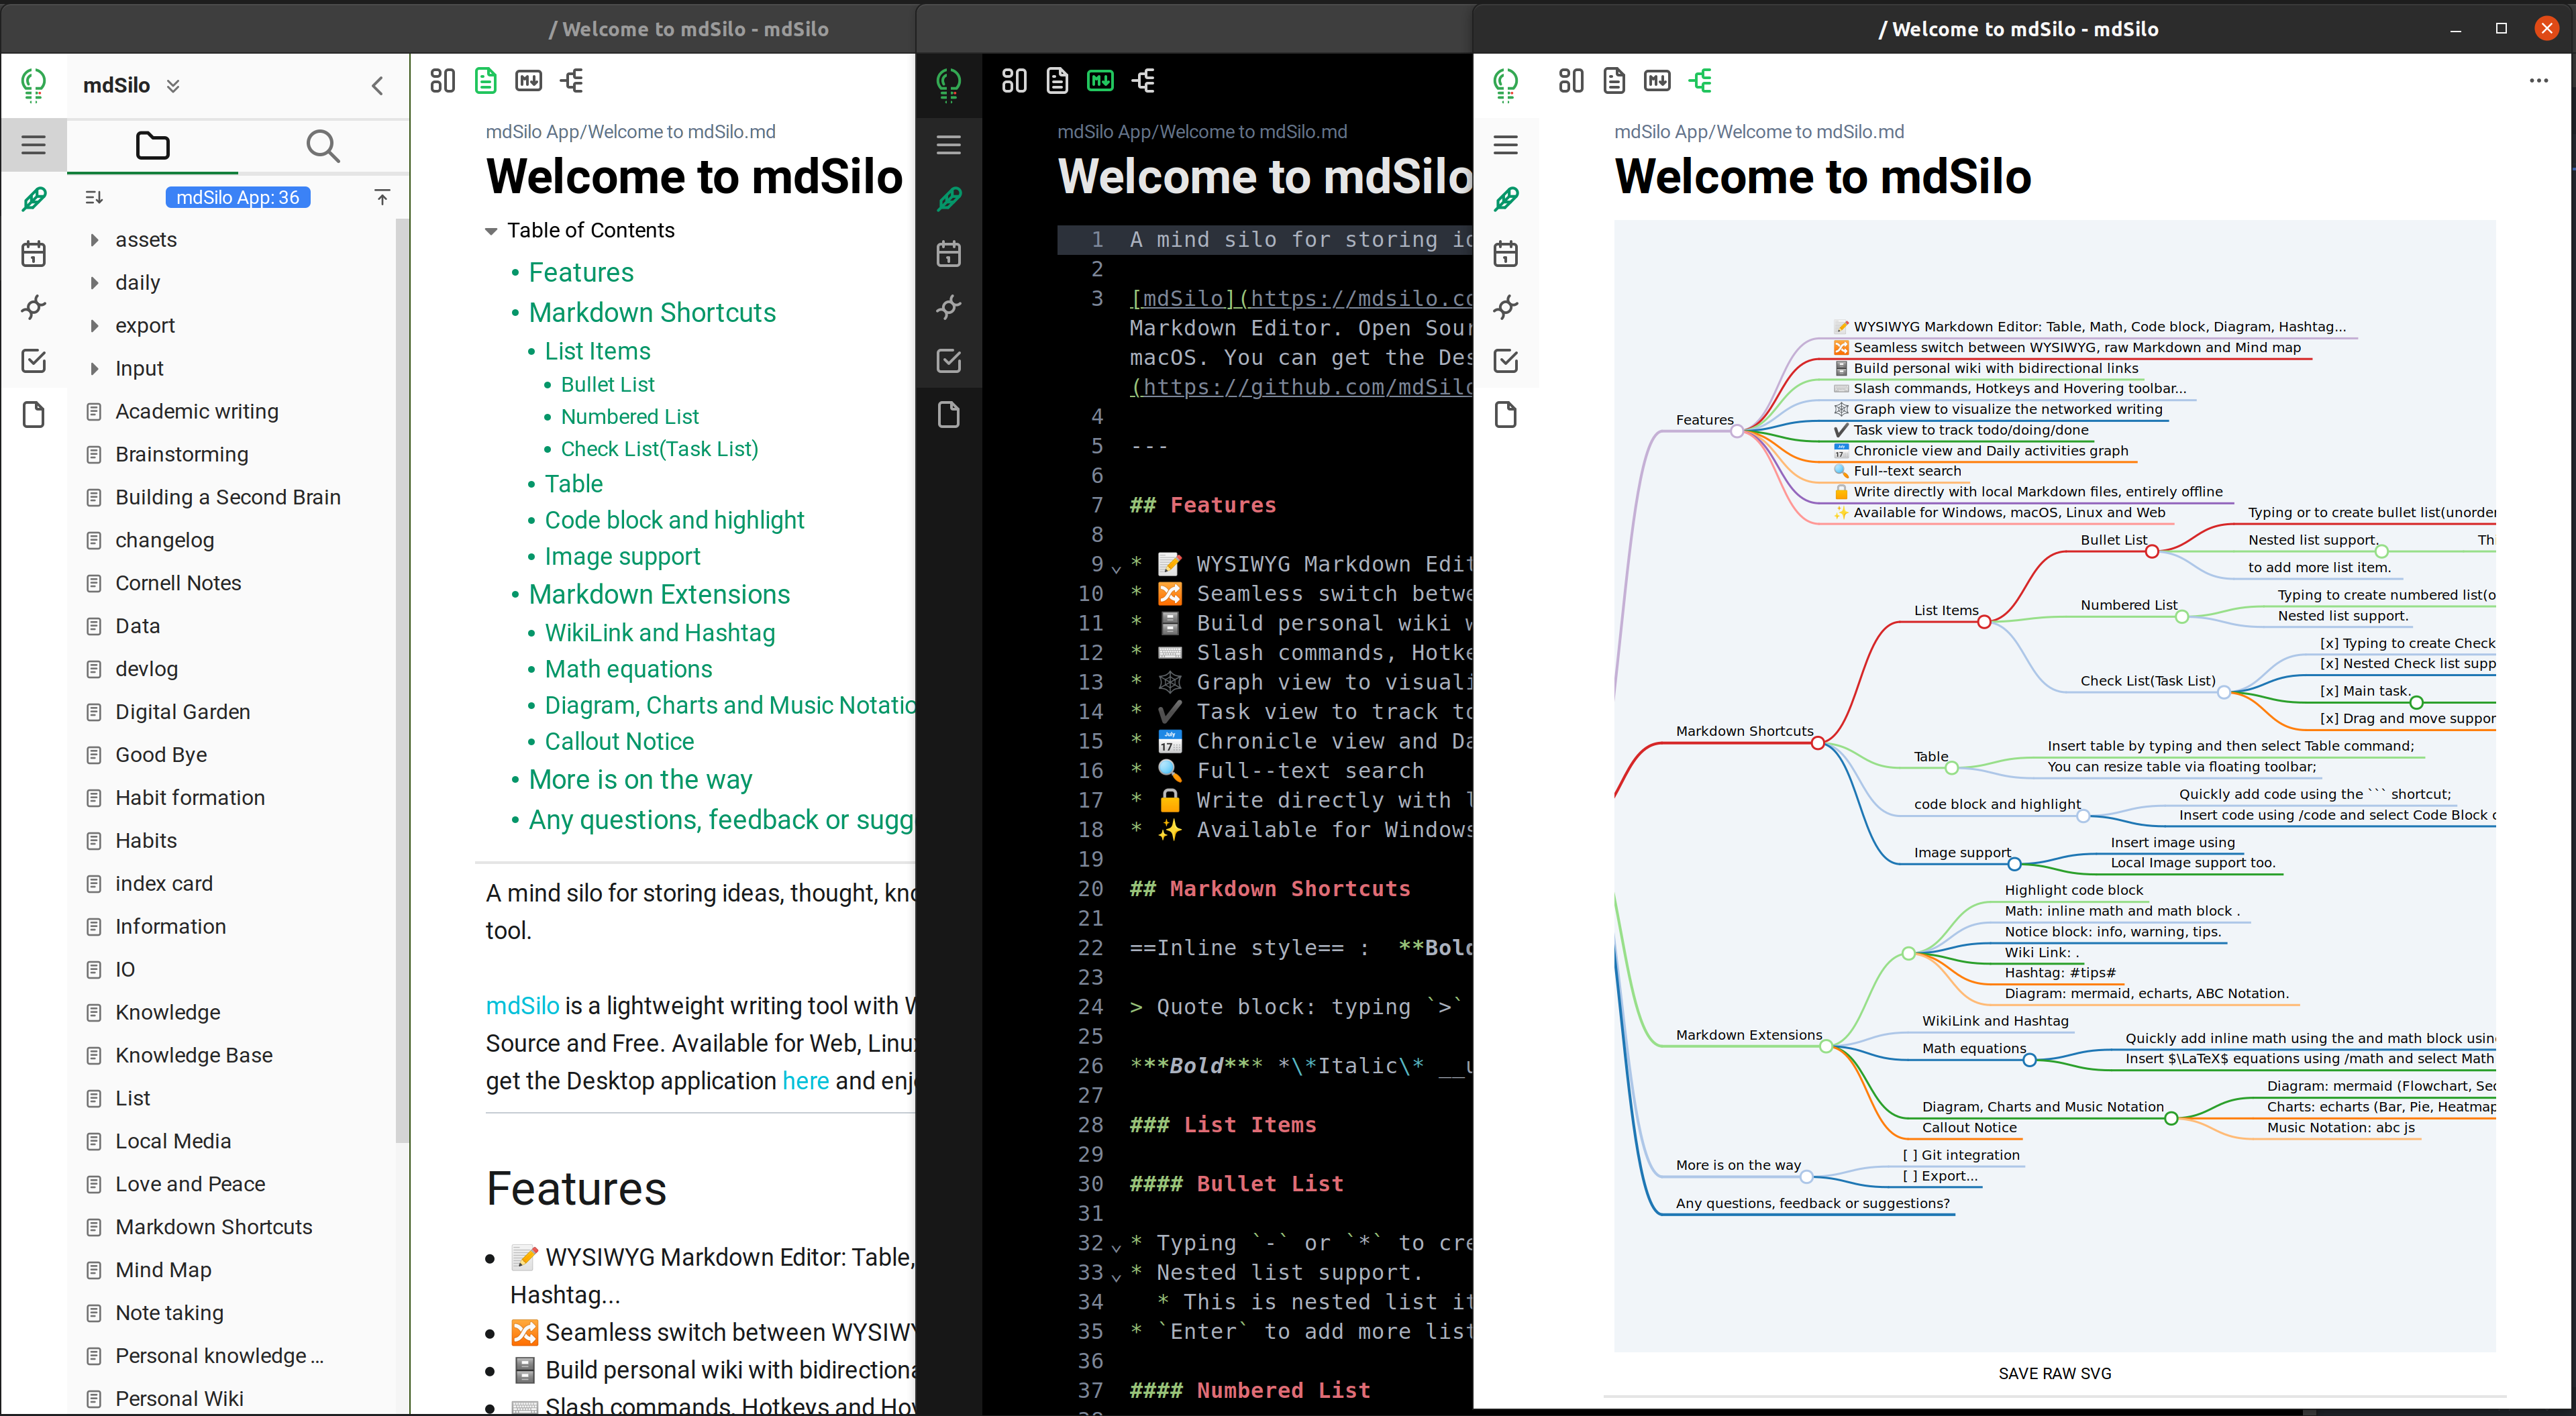 / Welcome to mdSilo - mdSilo
mdSilo
mdSilo App: 36
assets
daily
export
Input
Academic writing
Brainstorming
Building a Second Brain
changelog
Cornell Notes
Data
devlog
Digital Garden
Good Bye
Habit formation
Habits
index card
Information
IO
Knowledge
Knowledge Base
List
Local Media
Love and Peace
Markdown Shortcuts
Mind Map
Note taking
Personal knowledge ...
Personal Wiki
mdSilo App/Welcome to mdSilo.md
Welcome to mdSilo
Table of Contents
• Features
• Markdown Shortcuts
• List Items
• Bullet List
• Numbered List
• Check List(Task List)
• Table
• Code block and highlight
• Image support
• Markdown Extensions
• WikiLink and Hashtag
• Math equations
• Diagram, Charts and Music Notatio
• Callout Notice
• More is on the way
• Any questions, feedback or sugg
A mind silo for storing ideas, thought, kno
tool.
mdSilo is a lightweight writing tool with W
Source and Free. Available for Web, Linu
get the Desktop application here and enj
Features
• 📝 WYSIWYG Markdown Editor: Table,
Hashtag...
• 🔀 Seamless switch between WYSIWY
• 🗄️ Build personal wiki with bidirectiona
• ⌨️ Slash commands, Hotkeys and Hov
mdSilo App/Welcome to mdSilo.md
Welcome to mdSilo
1 A mind silo for storing id
2
3 [mdSilo](https://mdsilo.co
Markdown Editor. Open Sour
macOS. You can get the Des
(https://github.com/mdSilo
4
5 ---
6
7 ## Features
8
9 * 📝 WYSIWYG Markdown Edit
10 * 🔀 Seamless switch betwe
11 * 🗄️ Build personal wiki w
12 * ⌨️ Slash commands, Hotke
13 * 🕸️ Graph view to visuali
14 * ✔️ Task view to track to
15 * 📅 Chronicle view and Da
16 * 🔍 Full--text search
17 * 🔒 Write directly with l
18 * ✨ Available for Windows
19
20 ## Markdown Shortcuts
21
22 ==Inline style== :  **Bold
23
24 > Quote block: typing `>`
25
26 ***Bold*** *\*Italic\* __u
27
28 ### List Items
29
30 #### Bullet List
31
32 * Typing `-` or `*` to cre
33 * Nested list support.
34   * This is nested list it
35 * `Enter` to add more list
36
37 #### Numbered List
/ Welcome to mdSilo - mdSilo
mdSilo App/Welcome to mdSilo.md
Welcome to mdSilo
Features
📝 WYSIWYG Markdown Editor: Table, Math, Code block, Diagram, Hashtag...
🔀 Seamless switch between WYSIWYG, raw Markdown and Mind map
🗄️ Build personal wiki with bidirectional links
⌨️ Slash commands, Hotkeys and Hovering toolbar...
🕸️ Graph view to visualize the networked writing
✔️ Task view to track todo/doing/done
📅 Chronicle view and Daily activities graph
🔍 Full--text search
🔒 Write directly with local Markdown files, entirely offline
✨ Available for Windows, macOS, Linux and Web
Markdown Shortcuts
List Items
Bullet List
Typing or to create bullet list(unorder
Nested list support.
Th
to add more list item.
Numbered List
Typing to create numbered list(o
Nested list support.
Check List(Task List)
[x] Typing to create Check
[x] Nested Check list supp
[x] Main task.
[x] Drag and move suppor
Table
Insert table by typing and then select Table command;
You can resize table via floating toolbar;
code block and highlight
Quickly add code using the ``` shortcut;
Insert code using /code and select Code Block c
Image support
Insert image using
Local Image support too.
Markdown Extensions
Highlight code block
Math: inline math and math block .
Notice block: info, warning, tips.
Wiki Link: .
Hashtag: #tips#
Diagram: mermaid, echarts, ABC Notation.
WikiLink and Hashtag
Math equations
Quickly add inline math using the and math block usin
Insert $\LaTeX$ equations using /math and select Math
Diagram, Charts and Music Notation
Diagram: mermaid (Flowchart, Sec
Charts: echarts (Bar, Pie, Heatmap
Music Notation: abc js
Callout Notice
More is on the way
[ ] Git integration
[ ] Export...
Any questions, feedback or suggestions?
SAVE RAW SVG